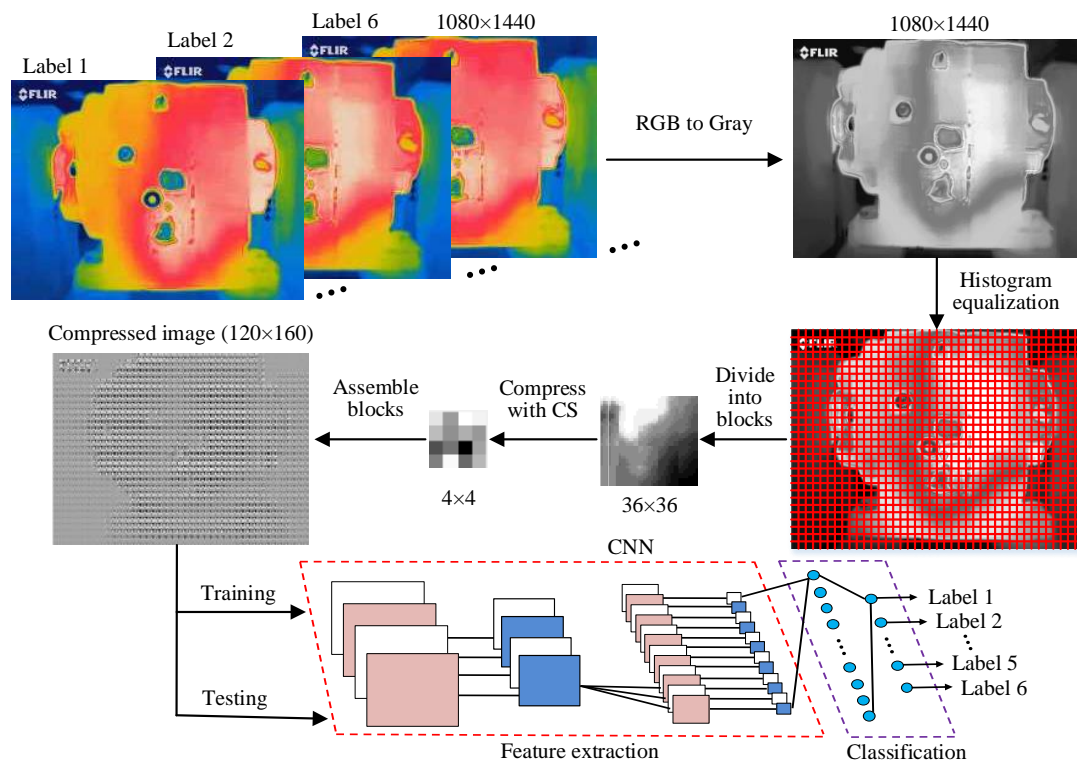 Label 6
1080×1440
1080×1440
Label 2
Label 1
FLIR
FLIR
FLIR
FLIR
RGB to Gray
Histogram
equalization
Compressed image (120×160)
FLIR
Assemble
blocks
Compress
with CS
Divide
into
blocks
4×4
36×36
CNN
Training
Testing
Label 1
Label 2
Label 5
Label 6
Feature extraction
Classification